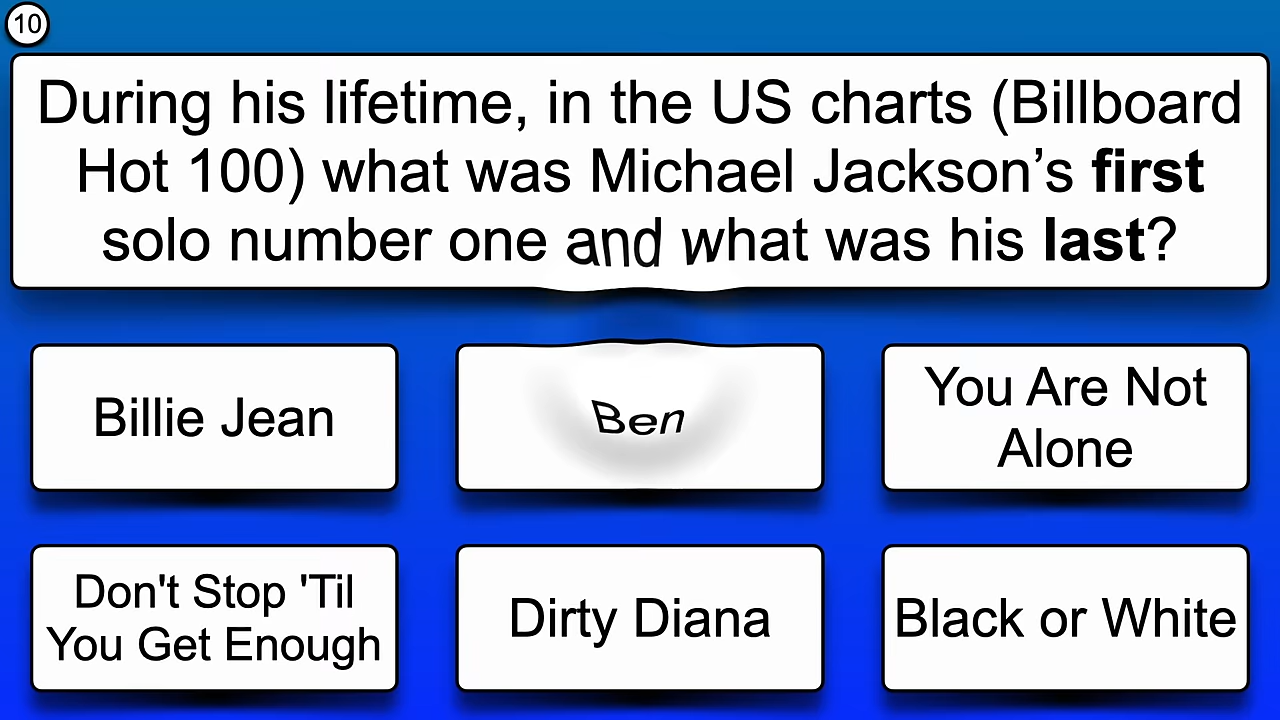 10
During his lifetime, in the US charts (Billboard
Hot 100) what was Michael Jackson’s first
solo number one and what was his last?
Billie Jean
Ben
You Are Not
Alone
Don't Stop 'Til
You Get Enough
Dirty Diana
Black or White